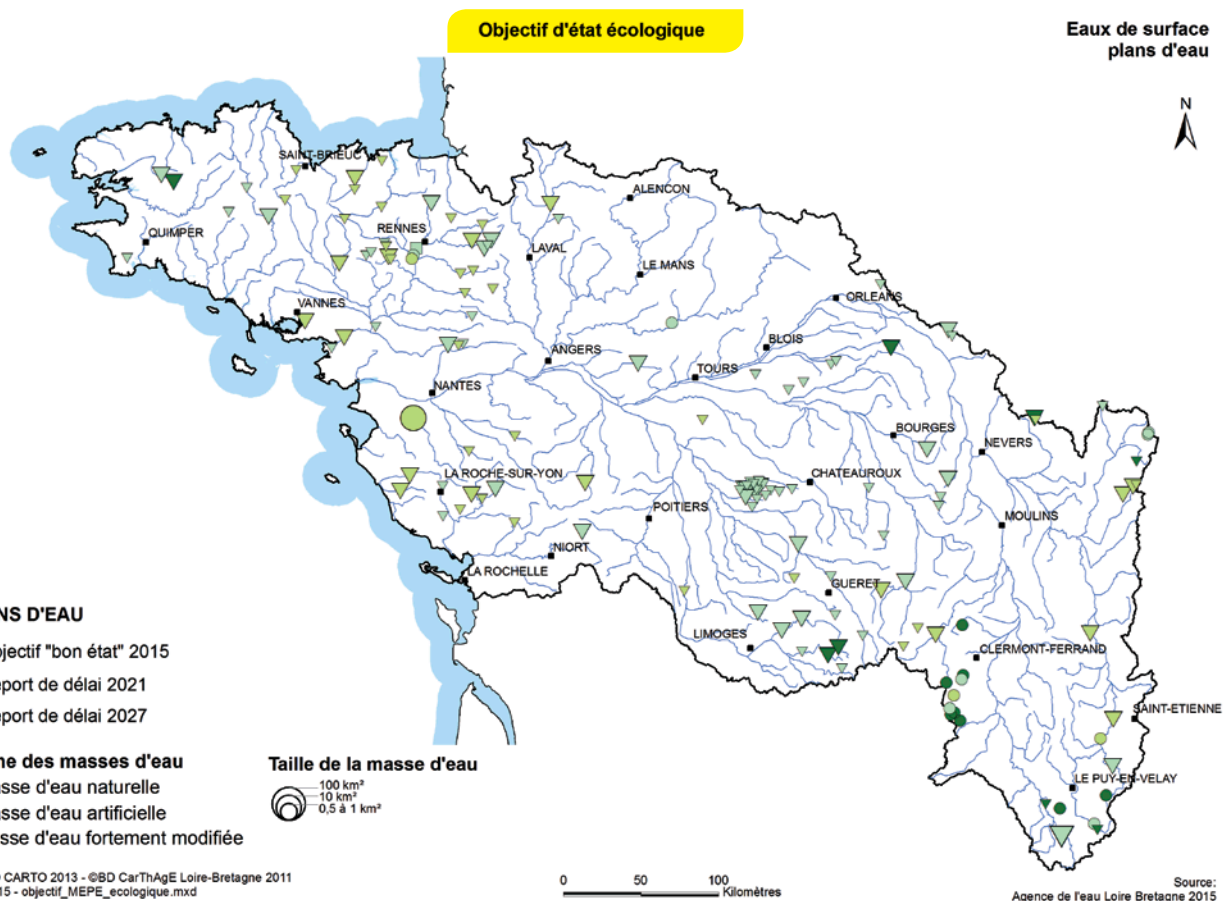 Objectif d'état écologique
Eaux de surface
plans d'eau
N
SAINT-BRIEUC
ALENCON
QUIMPER
RENNES
LAVAL
LE MANS
VANNES
ORLEANS
BLOIS
ANGERS
TOURS
NANTES
BOURGES
NEVERS
LA ROCHE-SUR-YON
CHATEAUROUX
POITIERS
MOULINS
NIORT
LA ROCHELLE
GUERET
LIMOGES
CLERMONT-FERRAND
SAINT-ETIENNE
LE PUY-EN-VELAY
NS D'EAU
jectif "bon état" 2015
port de délai 2021
port de délai 2027
ne des masses d'eau
sse d'eau naturelle
sse d'eau artificielle
sse d'eau fortement modifiée
Taille de la masse d'eau
100 km²
10 km²
0,5 à 1 km²
CARTO 2013 - ©BD CarThAgE Loire-Bretagne 2011
15 - objectif_MEPE_ecologique.mxd
0 50 100
Kilomètres
Source:
Agence de l'eau Loire Bretagne 2015